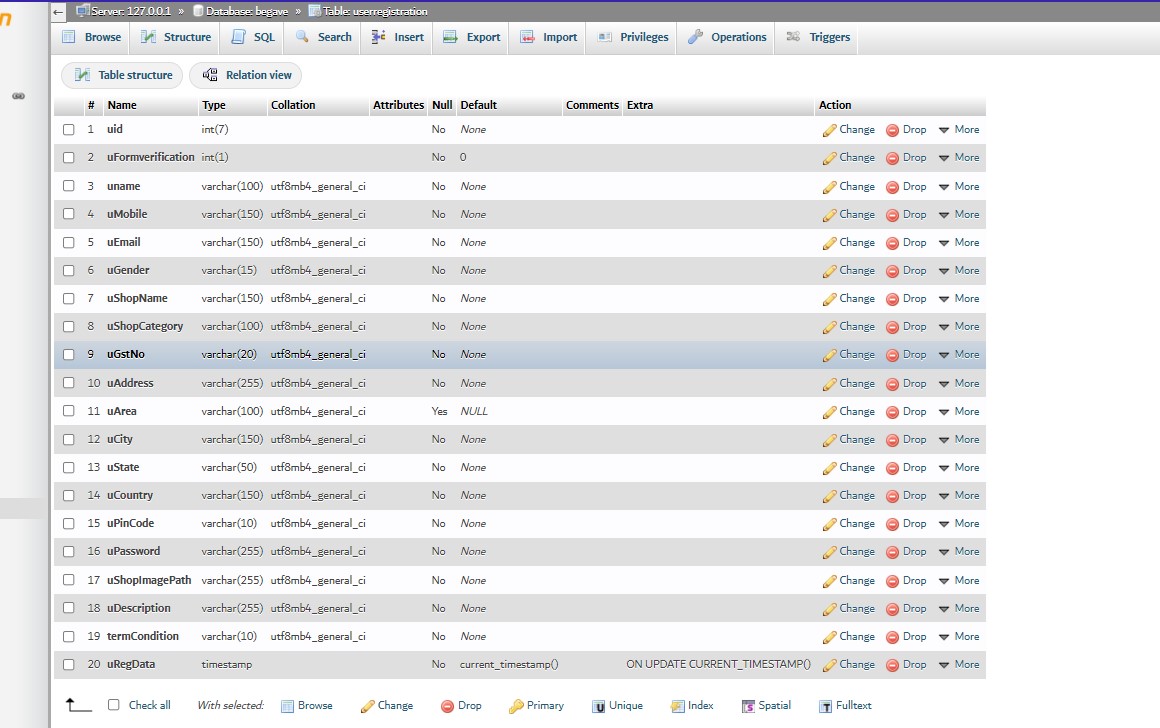 n
Server: 127.0.0.1 » Database: begave » Table: userregistration
Browse Structure SQL Search Insert Export Import Privileges Operations Triggers
Table structure Relation view
# Name Type Collation Attributes Null Default Comments Extra Action
1 uid int(7) No None Change Drop More
2 uFormverification int(1) No 0 Change Drop More
3 uname varchar(100) utf8mb4_general_ci No None Change Drop More
4 uMobile varchar(150) utf8mb4_general_ci No None Change Drop More
5 uEmail varchar(150) utf8mb4_general_ci No None Change Drop More
6 uGender varchar(15) utf8mb4_general_ci No None Change Drop More
7 uShopName varchar(150) utf8mb4_general_ci No None Change Drop More
8 uShopCategory varchar(100) utf8mb4_general_ci No None Change Drop More
9 uGstNo varchar(20) utf8mb4_general_ci No None Change Drop More
10 uAddress varchar(255) utf8mb4_general_ci No None Change Drop More
11 uArea varchar(100) utf8mb4_general_ci Yes NULL Change Drop More
12 uCity varchar(150) utf8mb4_general_ci No None Change Drop More
13 uState varchar(50) utf8mb4_general_ci No None Change Drop More
14 uCountry varchar(150) utf8mb4_general_ci No None Change Drop More
15 uPinCode varchar(10) utf8mb4_general_ci No None Change Drop More
16 uPassword varchar(255) utf8mb4_general_ci No None Change Drop More
17 uShopImagePath varchar(255) utf8mb4_general_ci No None Change Drop More
18 uDescription varchar(255) utf8mb4_general_ci No None Change Drop More
19 termCondition varchar(10) utf8mb4_general_ci No None Change Drop More
20 uRegData timestamp No current_timestamp() ON UPDATE CURRENT_TIMESTAMP() Change Drop More
Check all With selected: Browse Change Drop Primary Unique Index Spatial Fulltext